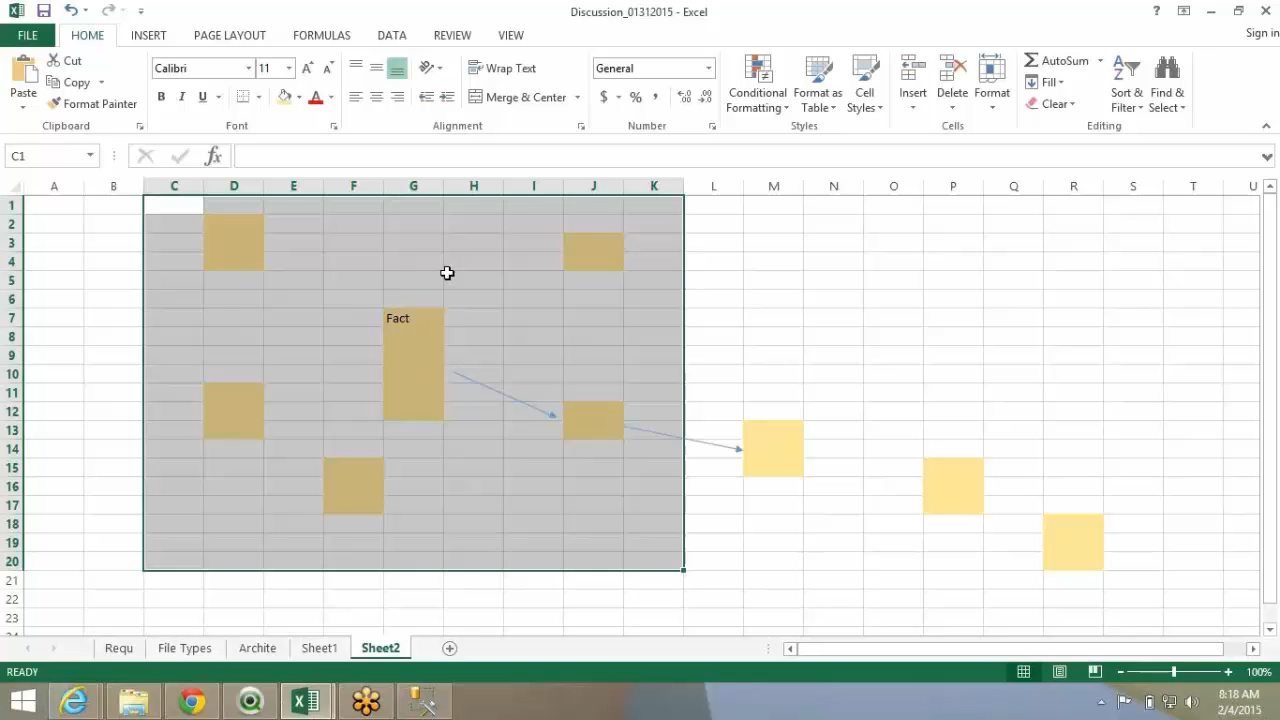 Discussion_01312015 - Excel
Sign in
FILE HOME INSERT PAGE LAYOUT FORMULAS DATA REVIEW VIEW
Paste
Cut
Copy
Format Painter
Clipboard
Calibri 11
B I U
Font
Wrap Text
Merge & Center
Alignment
General
$ % ,
Number
Conditional Formatting
Format as Table
Cell Styles
Styles
Insert
Delete
Format
Cells
AutoSum
Fill
Clear
Sort & Filter
Find & Select
Editing
C1
fx
A B C D E F G H I J K L M N O P Q R S T U
1
2
3
4
5
6
7 Fact
8
9
10
11
12
13
14
15
16
17
18
19
20
21
22
23
24
Requ File Types Archite Sheet1 Sheet2
READY
100%
8:18 AM
2/4/2015